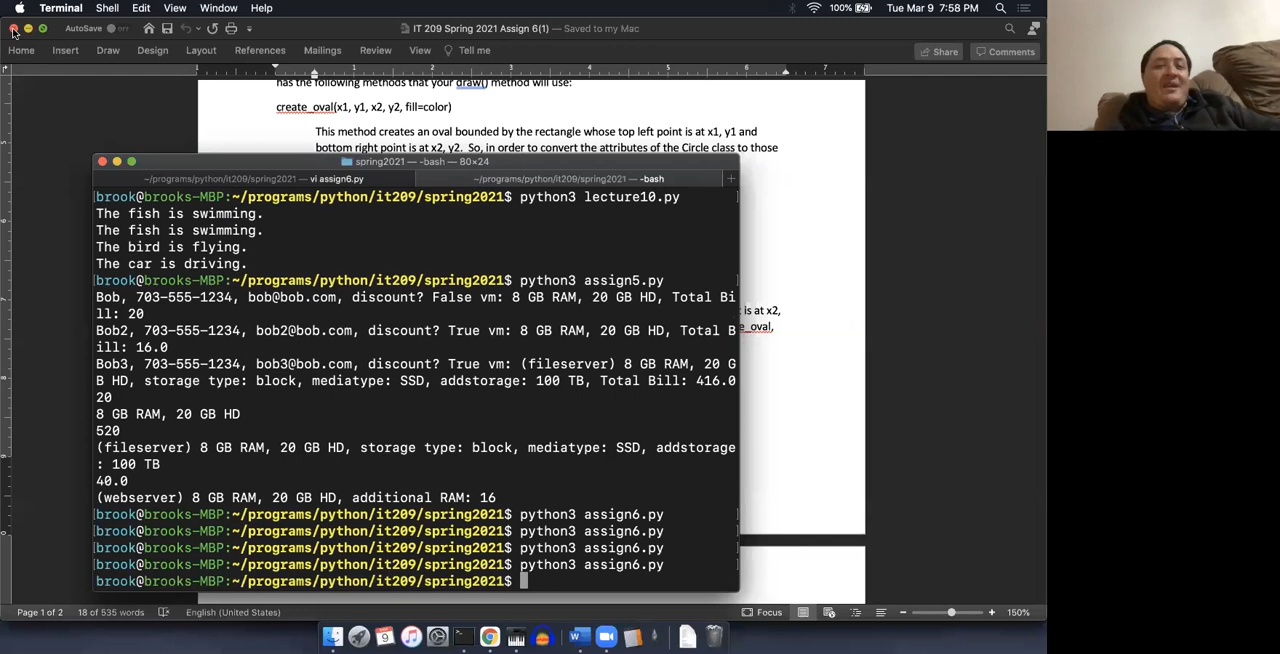 Terminal Shell Edit View Window Help 100% Tue Mar 9 7:58 PM
AutoSave IT 209 Spring 2021 Assign 6(1) — Saved to my Mac
Home Insert Draw Design Layout References Mailings Review View Tell me Share Comments
1 1 2 3 4 5 6 7
has the following methods that your draw() method will use:
create_oval(x1, y1, x2, y2, fill=color)
This method creates an oval bounded by the rectangle whose top left point is at x1, y1 and
bottom right point is at x2, y2. So, in order to convert the attributes of the Circle class to those
spring2021 — -bash — 80×24
~/programs/python/it209/spring2021 — vi assign6.py ~/programs/python/it209/spring2021 — -bash +
brook@brooks-MBP:~/programs/python/it209/spring2021$ python3 lecture10.py
The fish is swimming.
The fish is swimming.
The bird is flying.
The car is driving.
brook@brooks-MBP:~/programs/python/it209/spring2021$ python3 assign5.py
Bob, 703-555-1234, bob@bob.com, discount? False vm: 8 GB RAM, 20 GB HD, Total Bi
ll: 20
is at x2,
Bob2, 703-555-1234, bob2@bob.com, discount? True vm: 8 GB RAM, 20 GB HD, Total B
e_oval,
ill: 16.0
Bob3, 703-555-1234, bob3@bob.com, discount? True vm: (fileserver) 8 GB RAM, 20 G
B HD, storage type: block, mediatype: SSD, addstorage: 100 TB, Total Bill: 416.0
20
8 GB RAM, 20 GB HD
520
(fileserver) 8 GB RAM, 20 GB HD, storage type: block, mediatype: SSD, addstorage
: 100 TB
40.0
(webserver) 8 GB RAM, 20 GB HD, additional RAM: 16
brook@brooks-MBP:~/programs/python/it209/spring2021$ python3 assign6.py
brook@brooks-MBP:~/programs/python/it209/spring2021$ python3 assign6.py
brook@brooks-MBP:~/programs/python/it209/spring2021$ python3 assign6.py
brook@brooks-MBP:~/programs/python/it209/spring2021$ python3 assign6.py
brook@brooks-MBP:~/programs/python/it209/spring2021$
Page 1 of 2 18 of 535 words English (United States) Focus 150%